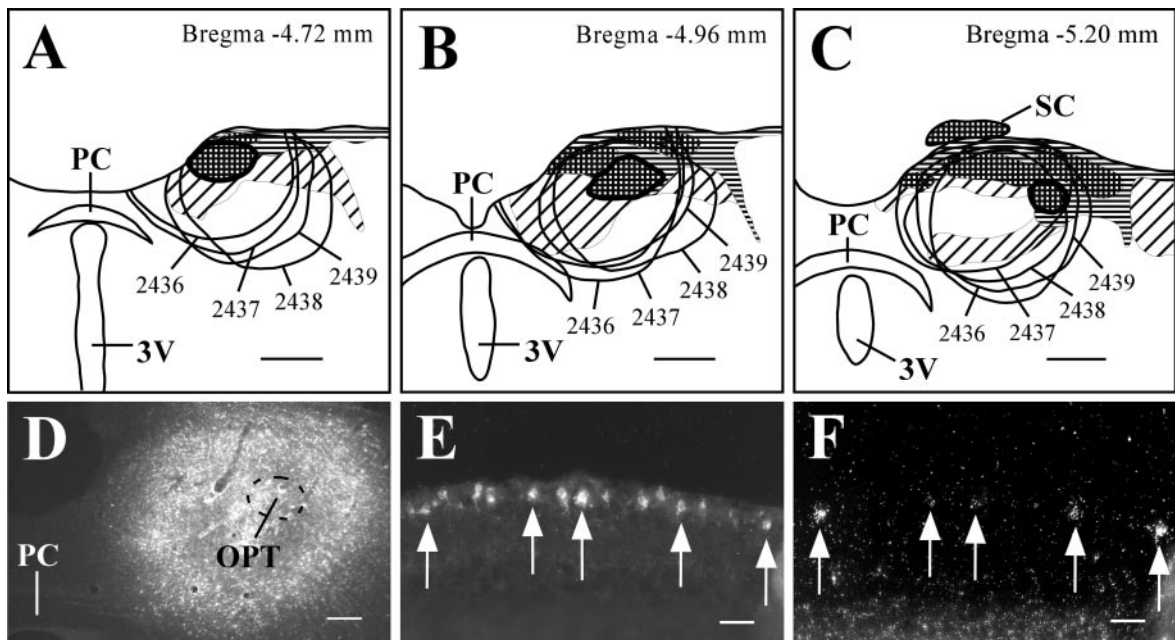 A
Bregma -4.72 mm
PC
2436
2437
2438
2439
3V
B
Bregma -4.96 mm
PC
2439
2438
2436
2437
3V
C
Bregma -5.20 mm
SC
PC
2439
2438
2437
2436
3V
D
OPT
PC
E
F